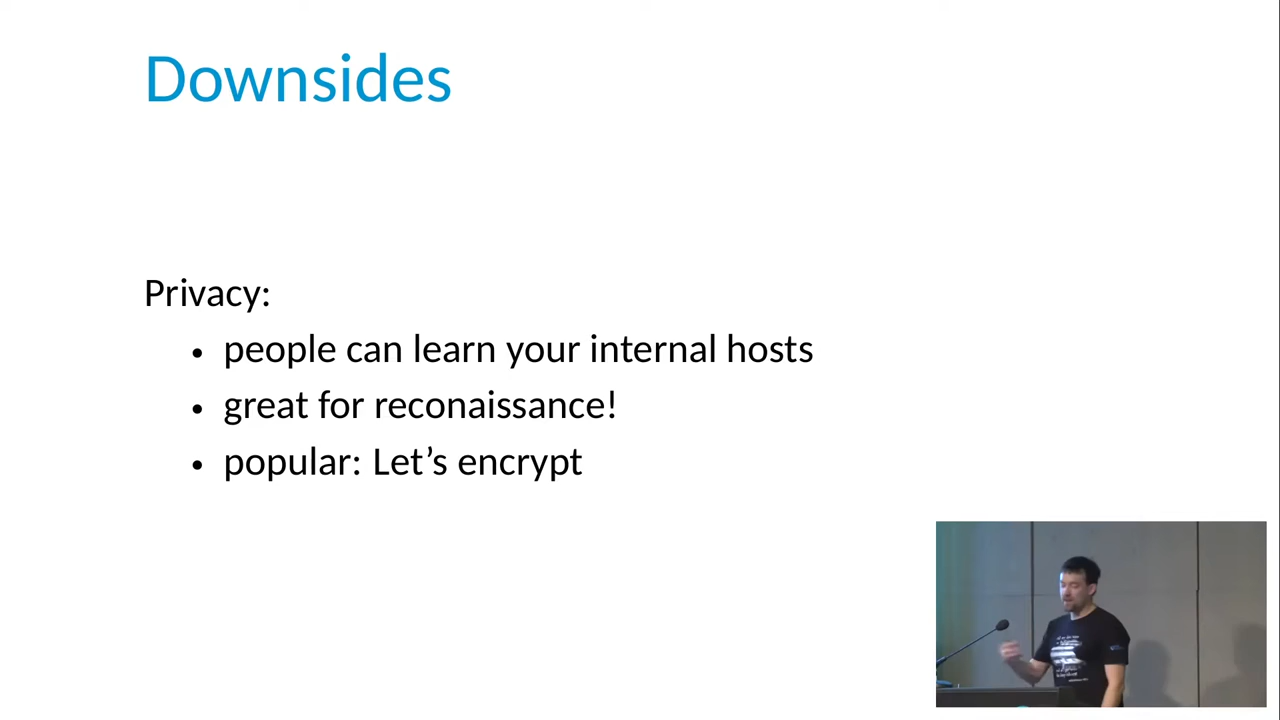 Downsides
Privacy:
• people can learn your internal hosts
• great for reconaissance!
• popular: Let’s encrypt